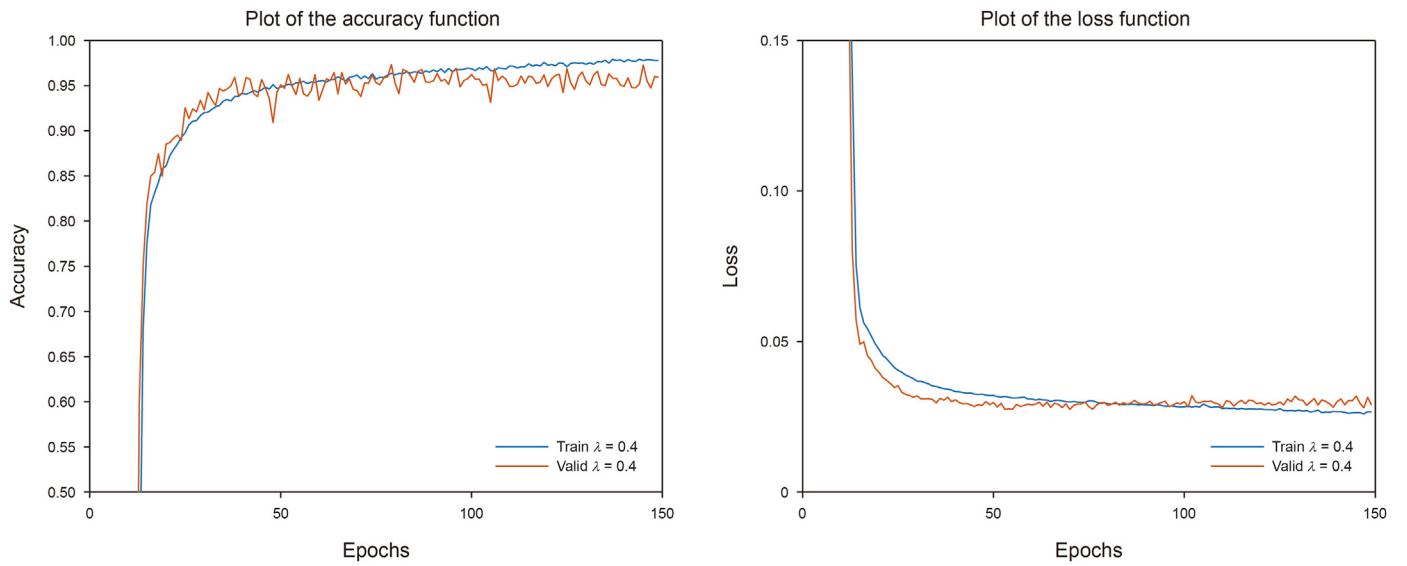 Plot of the accuracy function
1.00
0.95
0.90
0.85
0.80
0.75
0.70
0.65
0.60
0.55
0.50
Accuracy
Train λ = 0.4
Valid λ = 0.4
0
50
100
150
Epochs
Plot of the loss function
0.15
0.10
0.05
0
Loss
Train λ = 0.4
Valid λ = 0.4
0
50
100
150
Epochs